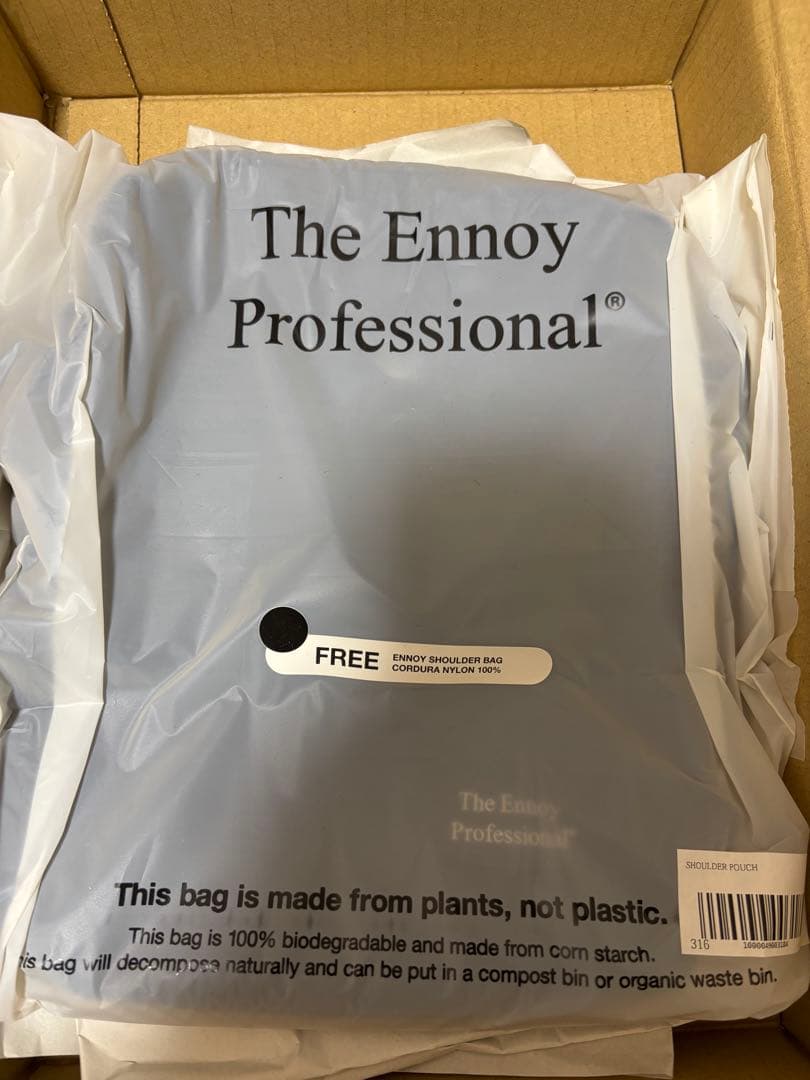 The Ennoy
Professional®
FREE
ENNOY SHOULDER BAG
CORDURA NYLON 100%
The Ennoy
Professional®
SHOULDER POUCH
316
This bag is made from plants, not plastic.
This bag is 100% biodegradable and made from corn starch.
his bag will decompose naturally and can be put in a compost bin or organic waste bin.